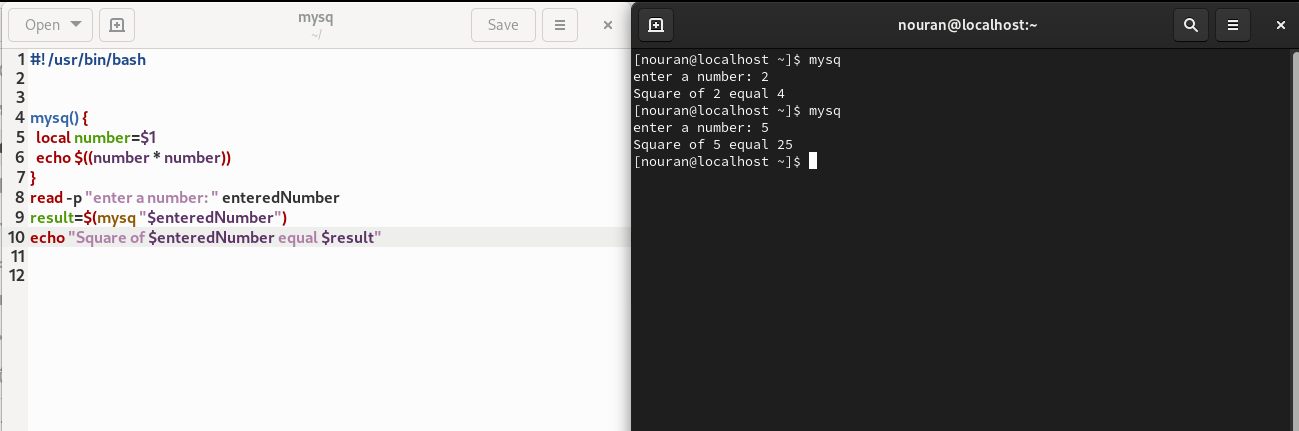 Open
mysq
~/
Save
1 #! /usr/bin/bash
2
3
4 mysq() {
5   local number=$1
6   echo $((number * number))
7 }
8 read -p "enter a number: " enteredNumber
9 result=$(mysq "$enteredNumber")
10 echo "Square of $enteredNumber equal $result"
11
12
nouran@localhost:~
[nouran@localhost ~]$ mysq
enter a number: 2
Square of 2 equal 4
[nouran@localhost ~]$ mysq
enter a number: 5
Square of 5 equal 25
[nouran@localhost ~]$